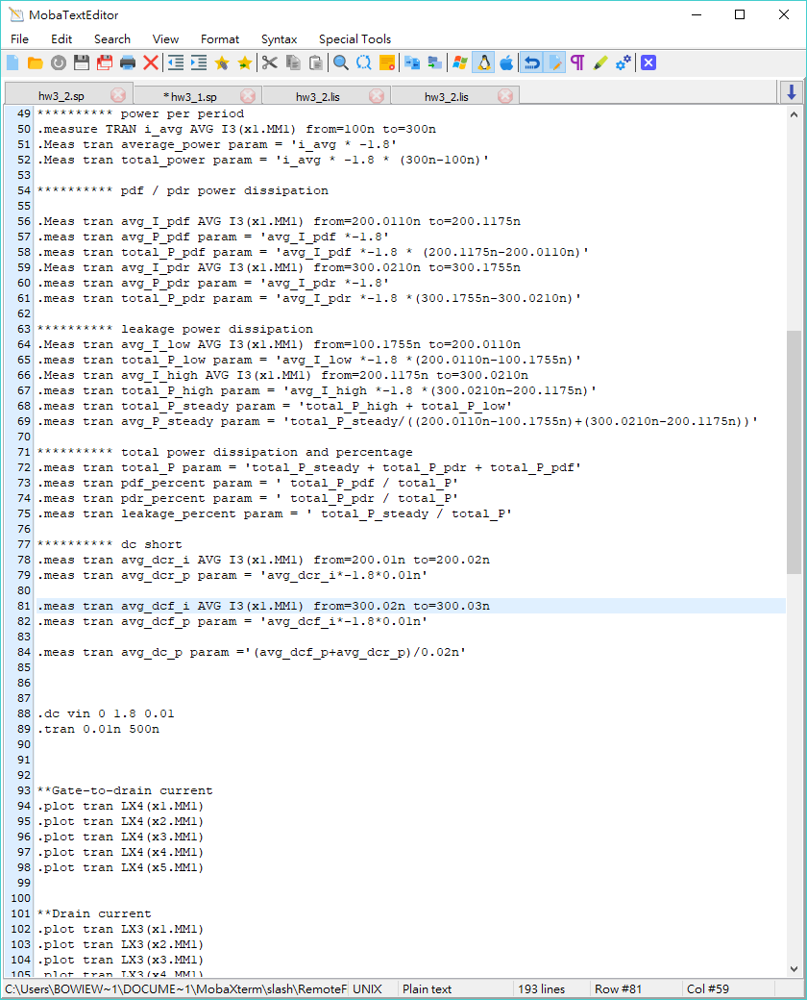 MobaTextEditor
File Edit Search View Format Syntax Special Tools
hw3_2.sp *hw3_1.sp hw3_2.lis hw3_2.lis
49 ********** power per period
50 .measure TRAN i_avg AVG I3(x1.MM1) from=100n to=300n
51 .Meas tran average_power param = 'i_avg * -1.8'
52 .Meas tran total_power param = 'i_avg * -1.8 * (300n-100n)'
53
54 ********** pdf / pdr power dissipation
55
56 .Meas tran avg_I_pdf AVG I3(x1.MM1) from=200.0110n to=200.1175n
57 .meas tran avg_P_pdf param = 'avg_I_pdf *-1.8'
58 .meas tran total_P_pdf param = 'avg_I_pdf *-1.8 * (200.1175n-200.0110n)'
59 .Meas tran avg_I_pdr AVG I3(x1.MM1) from=300.0210n to=300.1755n
60 .meas tran avg_P_pdr param = 'avg_I_pdr *-1.8'
61 .meas tran total_P_pdr param = 'avg_I_pdr *-1.8 *(300.1755n-300.0210n)'
62
63 ********** leakage power dissipation
64 .Meas tran avg_I_low AVG I3(x1.MM1) from=100.1755n to=200.0110n
65 .meas tran total_P_low param = 'avg_I_low *-1.8 *(200.0110n-100.1755n)'
66 .Meas tran avg_I_high AVG I3(x1.MM1) from=200.1175n to=300.0210n
67 .meas tran total_P_high param = 'avg_I_high *-1.8 *(300.0210n-200.1175n)'
68 .meas tran total_P_steady param = 'total_P_high + total_P_low'
69 .meas tran avg_P_steady param = 'total_P_steady/((200.0110n-100.1755n)+(300.0210n-200.1175n))'
70
71 ********** total power dissipation and percentage
72 .meas tran total_P param = 'total_P_steady + total_P_pdr + total_P_pdf'
73 .meas tran pdf_percent param = ' total_P_pdf / total_P'
74 .meas tran pdr_percent param = ' total_P_pdr / total_P'
75 .meas tran leakage_percent param = ' total_P_steady / total_P'
76
77 ********** dc short
78 .meas tran avg_dcr_i AVG I3(x1.MM1) from=200.01n to=200.02n
79 .meas tran avg_dcr_p param = 'avg_dcr_i*-1.8*0.01n'
80
81 .meas tran avg_dcf_i AVG I3(x1.MM1) from=300.02n to=300.03n
82 .meas tran avg_dcf_p param = 'avg_dcf_i*-1.8*0.01n'
83
84 .meas tran avg_dc_p param ='(avg_dcf_p+avg_dcr_p)/0.02n'
85
86
87
88 .dc vin 0 1.8 0.01
89 .tran 0.01n 500n
90
91
92
93 **Gate-to-drain current
94 .plot tran LX4(x1.MM1)
95 .plot tran LX4(x2.MM1)
96 .plot tran LX4(x3.MM1)
97 .plot tran LX4(x4.MM1)
98 .plot tran LX4(x5.MM1)
99
100
101 **Drain current
102 .plot tran LX3(x1.MM1)
103 .plot tran LX3(x2.MM1)
104 .plot tran LX3(x3.MM1)
105 .plot tran LX3(x4.MM1)
C:\Users\BOWIEW~1\DOCUME~1\MobaXterm\slash\RemoteF UNIX Plain text 193 lines Row #81 Col #59